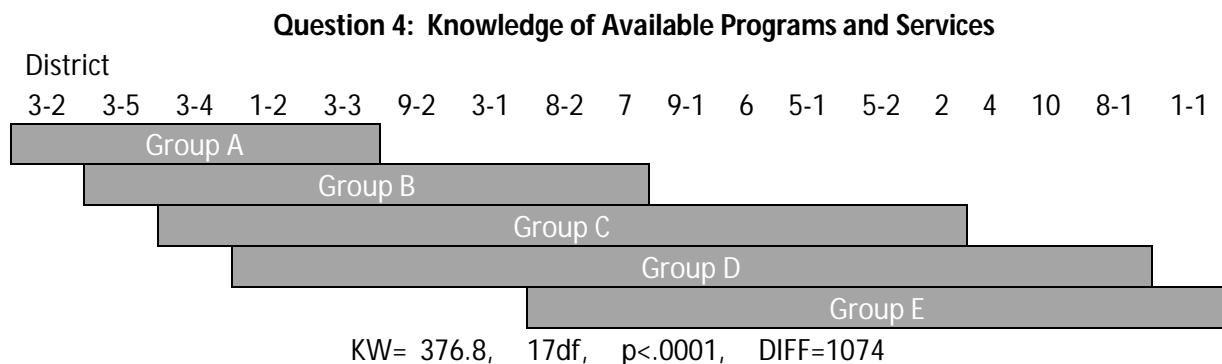 Question 4: Knowledge of Available Programs and Services
District
3-2 3-5 3-4 1-2 3-3 9-2 3-1 8-2 7 9-1 6 5-1 5-2 2 4 10 8-1 1-1
Group A
Group B
Group C
Group D
Group E
KW= 376.8, 17df, p<.0001, DIFF=1074